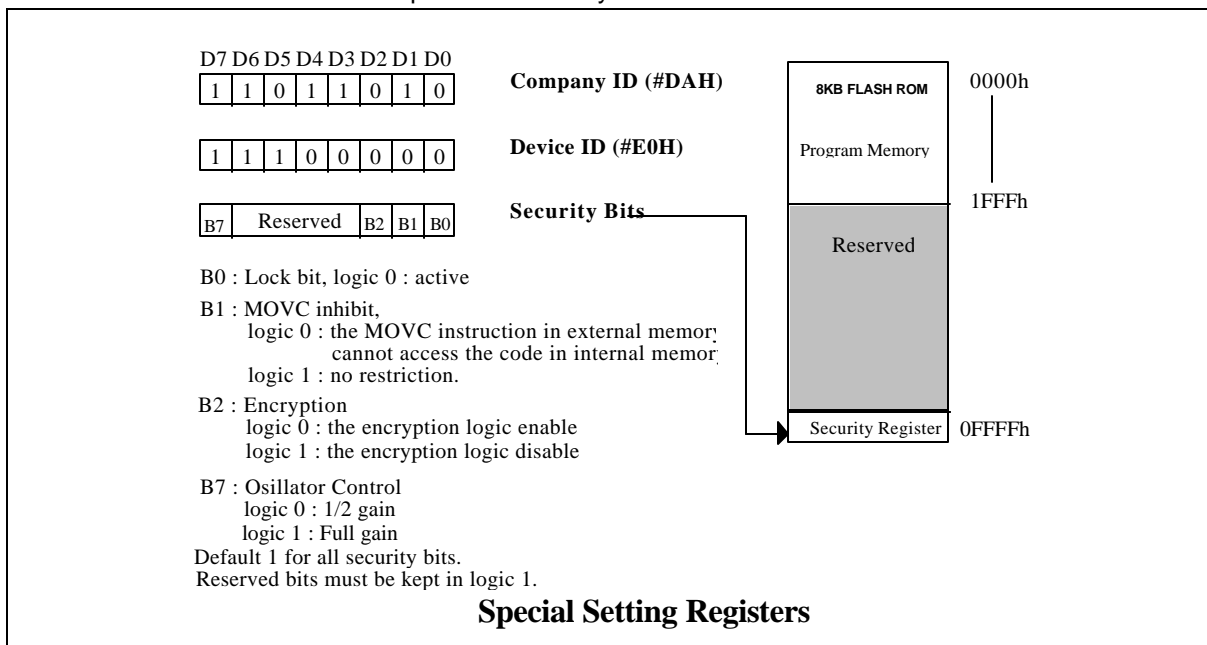 D7 D6 D5 D4 D3 D2 D1 D0
1 1 0 1 1 0 1 0
Company ID (#DAH)
1 1 1 0 0 0 0 0
Device ID (#E0H)
B7 Reserved B2 B1 B0
Security Bits
B0 : Lock bit, logic 0 : active
B1 : MOVC inhibit,
logic 0 : the MOVC instruction in external memory
cannot access the code in internal memor
logic 1 : no restriction.
B2 : Encryption
logic 0 : the encryption logic enable
logic 1 : the encryption logic disable
B7 : Osillator Control
logic 0 : 1/2 gain
logic 1 : Full gain
Default 1 for all security bits.
Reserved bits must be kept in logic 1.
8KB FLASH ROM
Program Memory
0000h
1FFFh
Reserved
Security Register
0FFFFh
Special Setting Registers